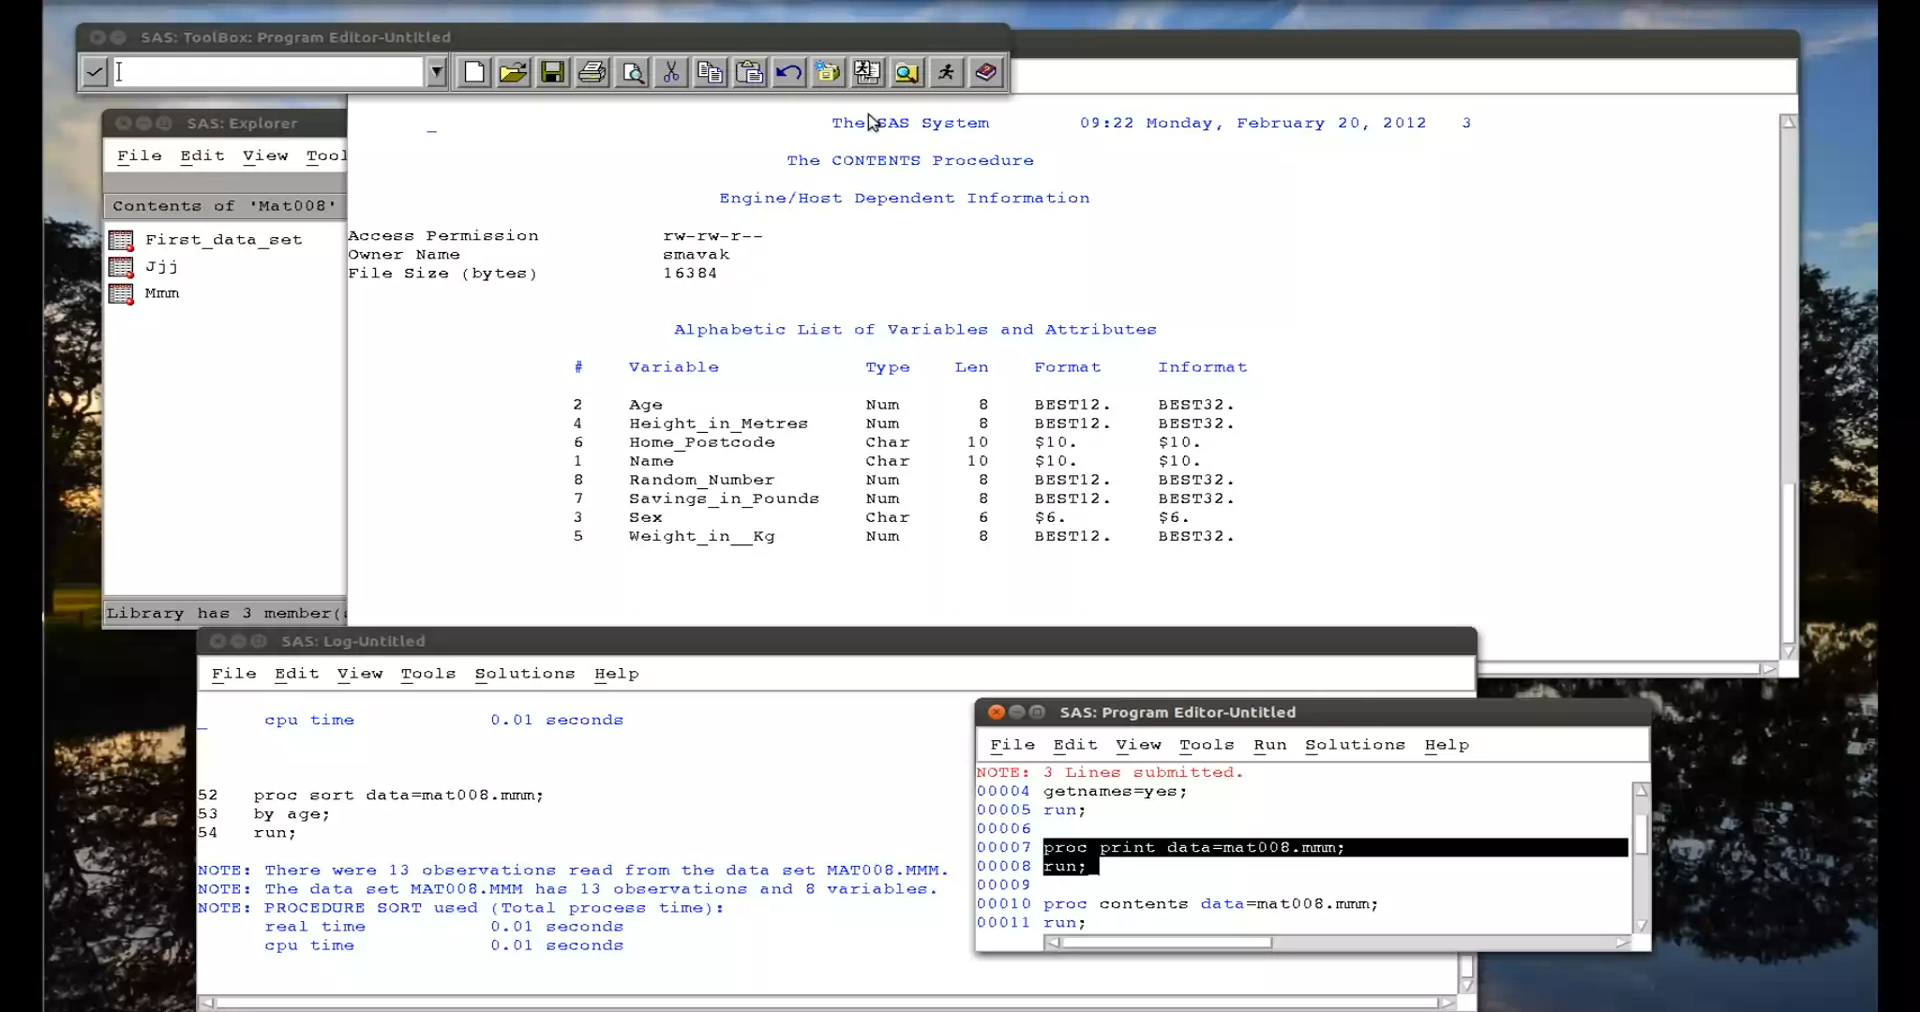 SAS: ToolBox: Program Editor-Untitled
SAS: Explorer
File Edit View Tool
Contents of 'Mat008'
First_data_set
Jjj
Mmm
Library has 3 member(s
The SAS System 09:22 Monday, February 20, 2012 3
The CONTENTS Procedure
Engine/Host Dependent Information
Access Permission rw-rw-r--
Owner Name smavak
File Size (bytes) 16384
Alphabetic List of Variables and Attributes
# Variable Type Len Format Informat
2 Age Num 8 BEST12. BEST32.
4 Height_in_Metres Num 8 BEST12. BEST32.
6 Home_Postcode Char 10 $10. $10.
1 Name Char 10 $10. $10.
8 Random_Number Num 8 BEST12. BEST32.
7 Savings_in_Pounds Num 8 BEST12. BEST32.
3 Sex Char 6 $6. $6.
5 Weight_in__Kg Num 8 BEST12. BEST32.
SAS: Log-Untitled
File Edit View Tools Solutions Help
cpu time 0.01 seconds
52 proc sort data=mat008.mmm;
53 by age;
54 run;
NOTE: There were 13 observations read from the data set MAT008.MMM.
NOTE: The data set MAT008.MMM has 13 observations and 8 variables.
NOTE: PROCEDURE SORT used (Total process time):
real time 0.01 seconds
cpu time 0.01 seconds
SAS: Program Editor-Untitled
File Edit View Tools Run Solutions Help
NOTE: 3 Lines submitted.
00004 getnames=yes;
00005 run;
00006
00007 proc print data=mat008.mmm;
00008 run;
00009
00010 proc contents data=mat008.mmm;
00011 run;